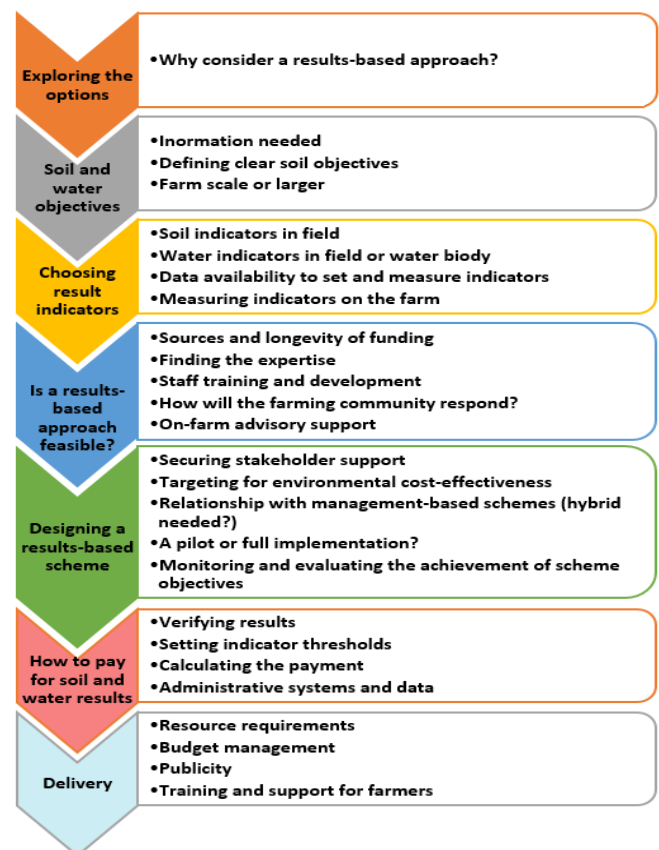 Exploring the
options
•Why consider a results-based approach?
Soil and
water
objectives
•Inormation needed
•Defining clear soil objectives
•Farm scale or larger
Choosing
result
indicators
•Soil indicators in field
•Water indicators in field or water biody
•Data availability to set and measure indicators
•Measuring indicators on the farm
Is a results-
based
approach
feasible?
•Sources and longevity of funding
•Finding the expertise
•Staff training and development
•How will the farming community respond?
•On-farm advisory support
Designing a
results-based
scheme
•Securing stakeholder support
•Targeting for environmental cost-effectiveness
•Relationship with management-based schemes (hybrid
needed?)
•A pilot or full implementation?
•Monitoring and evaluating the achievement of scheme
objectives
How to pay
for soil and
water results
•Verifying results
•Setting indicator thresholds
•Calculating the payment
•Administrative systems and data
Delivery
•Resource requirements
•Budget management
•Publicity
•Training and support for farmers